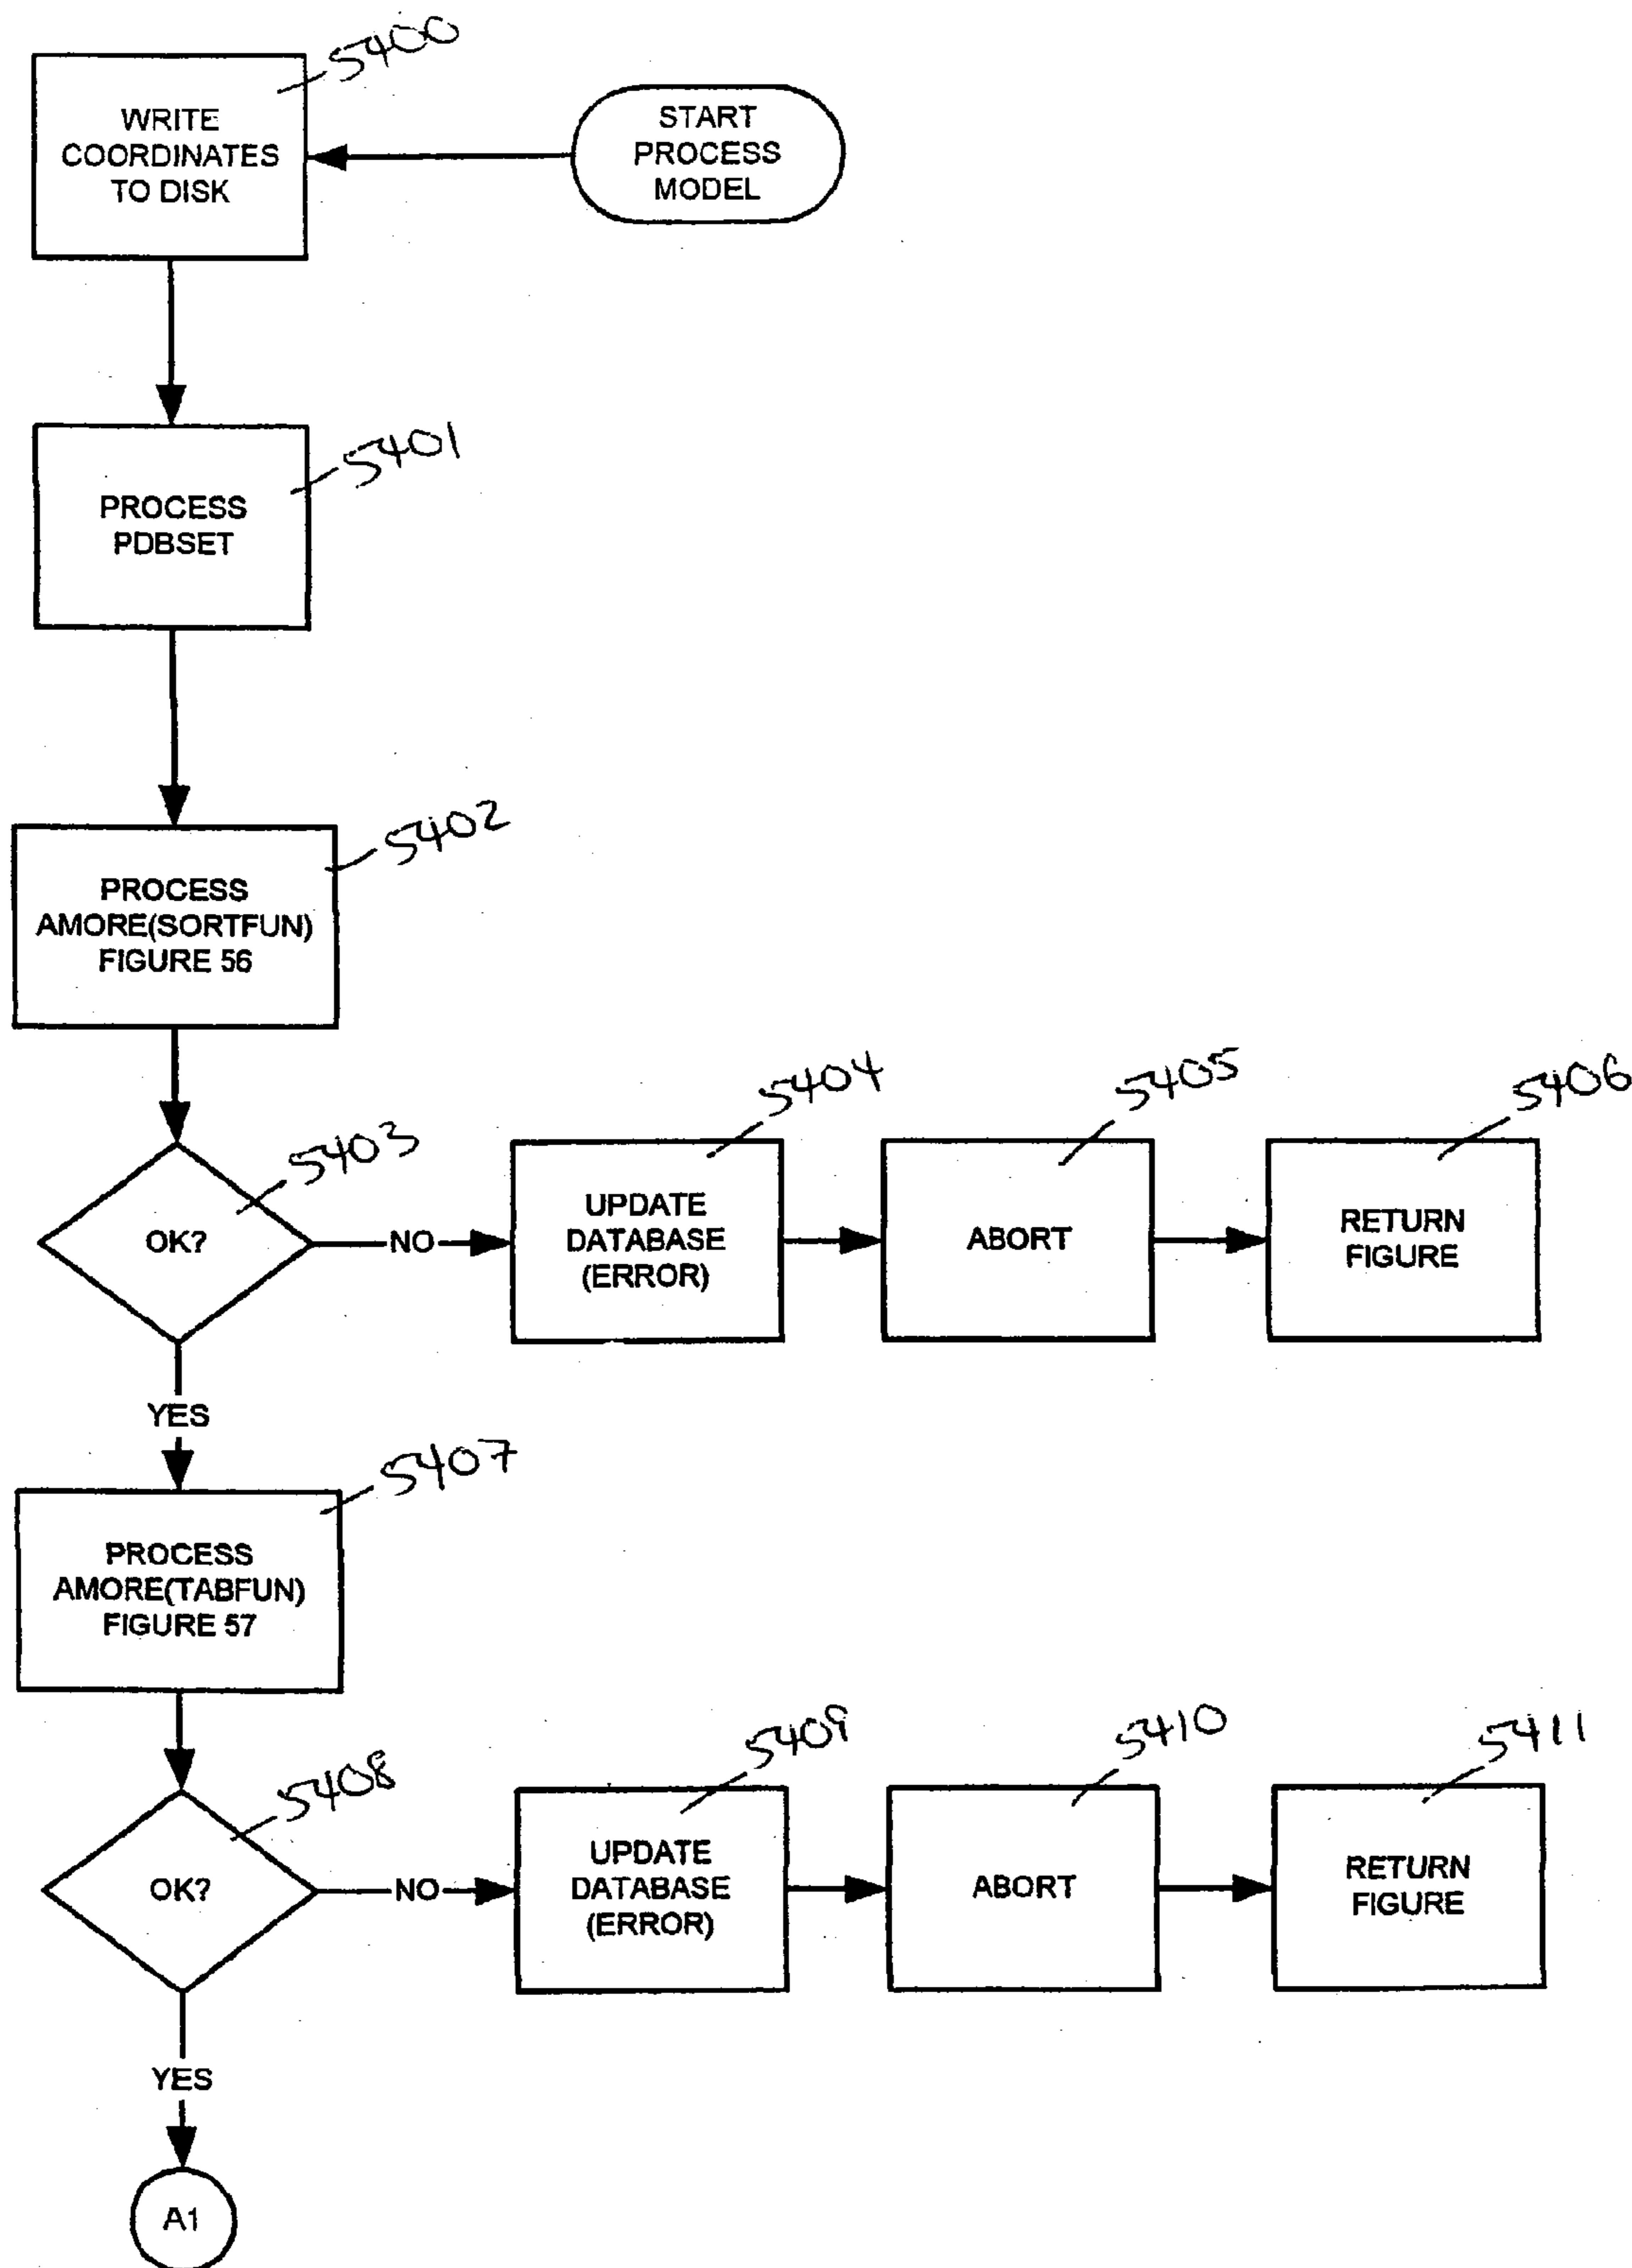 5400
WRITE
COORDINATES
TO DISK
START
PROCESS
MODEL
5401
PROCESS
PDBSET
5402
PROCESS
AMORE(SORTFUN)
FIGURE 56
5403
OK?
NO
5404
UPDATE
DATABASE
(ERROR)
5405
ABORT
5406
RETURN
FIGURE
YES
5407
PROCESS
AMORE(TABFUN)
FIGURE 57
5408
OK?
NO
5409
UPDATE
DATABASE
(ERROR)
5410
ABORT
5411
RETURN
FIGURE
YES
A1